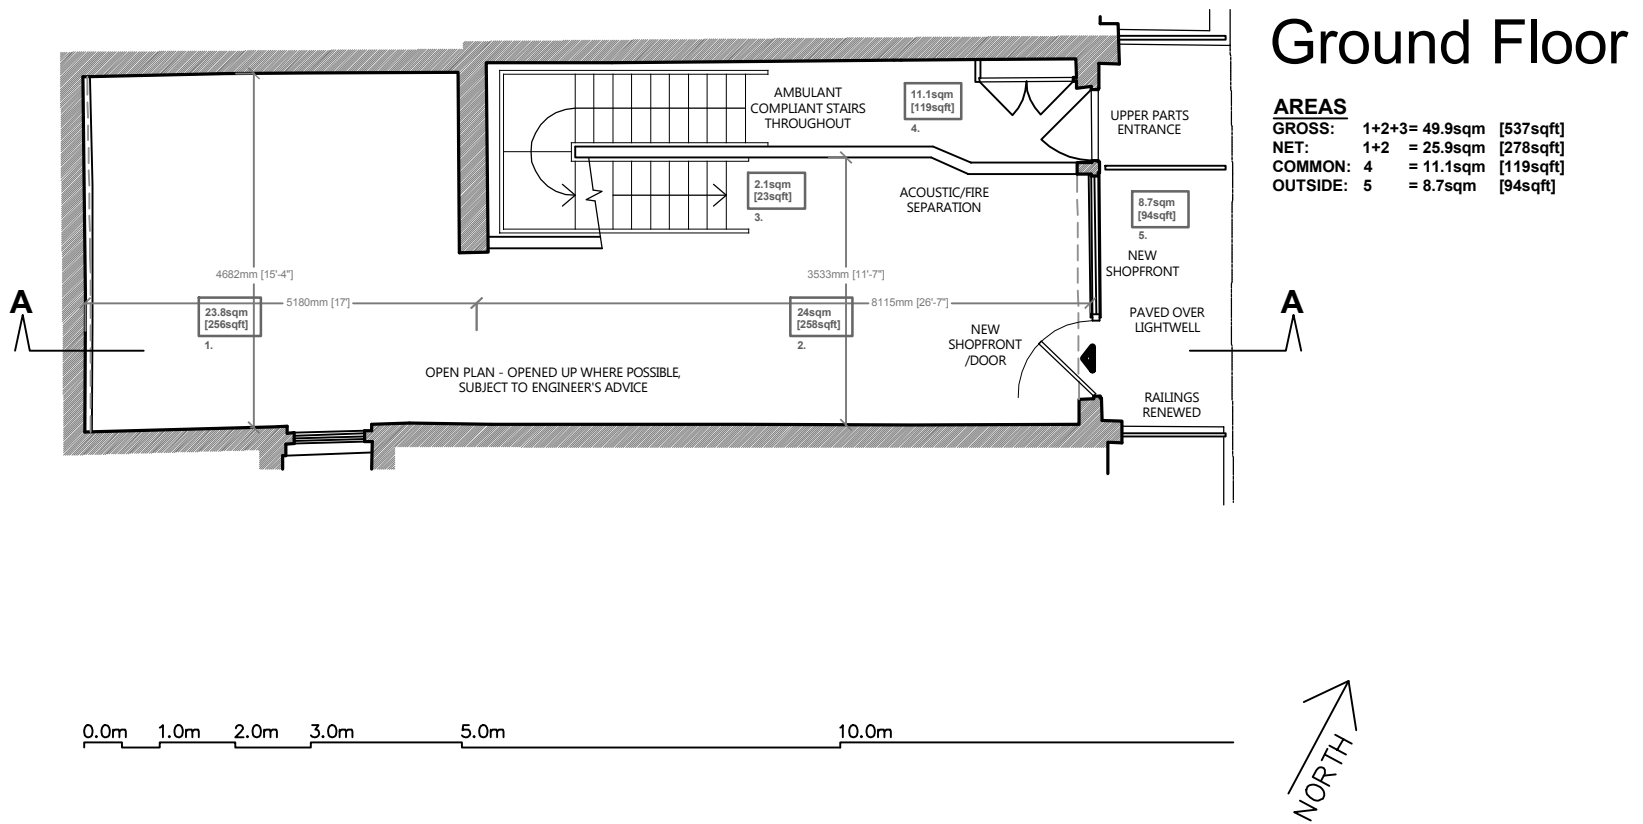 Ground Floor
AREAS
GROSS: 1+2+3= 49.9sqm [537sqft]
NET: 1+2 = 25.9sqm [278sqft]
COMMON: 4 = 11.1sqm [119sqft]
OUTSIDE: 5 = 8.7sqm [94sqft]
AMBULANT
COMPLIANT STAIRS
THROUGHOUT
11.1sqm
[119sqft]
4.
UPPER PARTS
ENTRANCE
2.1sqm
[23sqft]
3.
ACOUSTIC/FIRE
SEPARATION
8.7sqm
[94sqft]
5.
NEW
SHOPFRONT
4682mm [15'-4"]
3533mm [11'-7"]
A
5180mm [17']
8115mm [26'-7"]
A
23.8sqm
[256sqft]
1.
24sqm
[258sqft]
2.
NEW
SHOPFRONT
/DOOR
PAVED OVER
LIGHTWELL
OPEN PLAN - OPENED UP WHERE POSSIBLE,
SUBJECT TO ENGINEER'S ADVICE
RAILINGS
RENEWED
0.0m 1.0m 2.0m 3.0m 5.0m 10.0m
NORTH